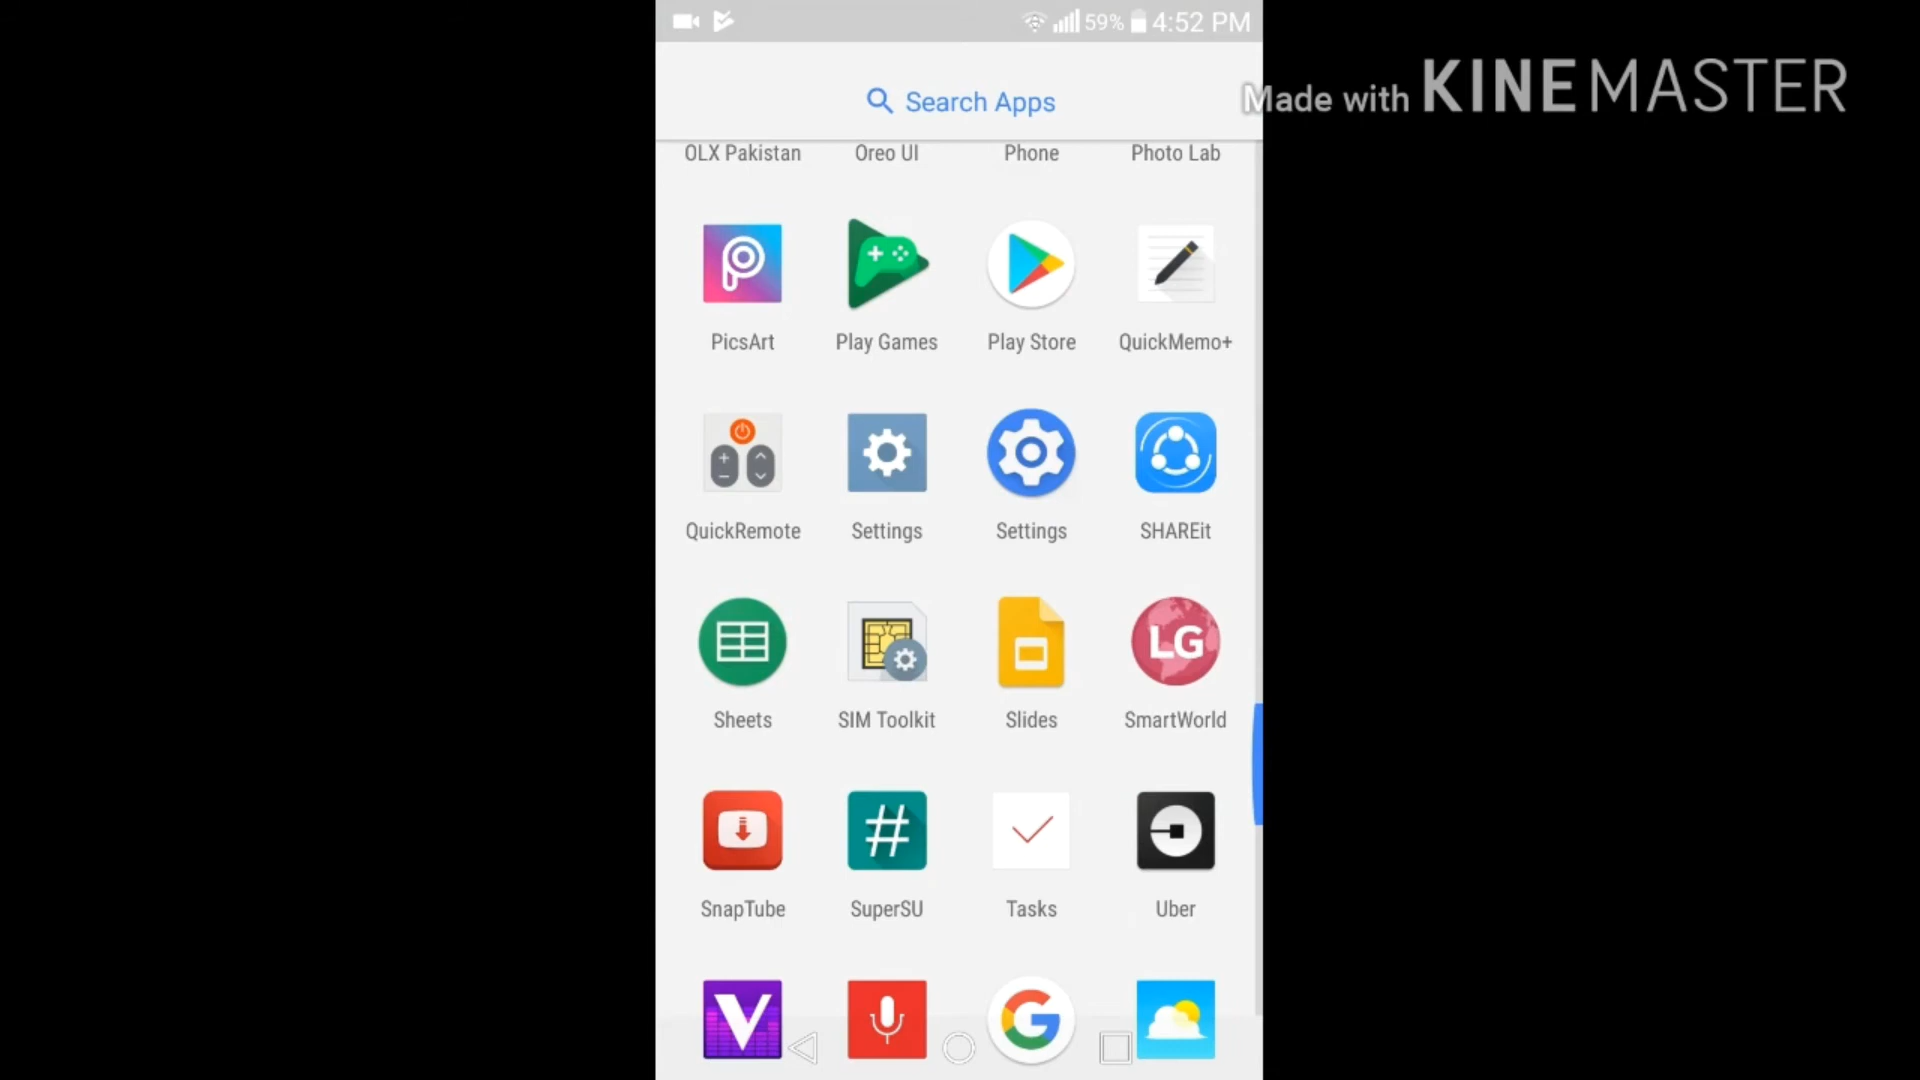 59% 4:52 PM
Search Apps
Made with KINEMASTER
OLX Pakistan Oreo UI Phone Photo Lab
PicsArt Play Games Play Store QuickMemo+
QuickRemote Settings Settings SHAREit
LG
Sheets SIM Toolkit Slides SmartWorld
#
SnapTube SuperSU Tasks Uber
V G